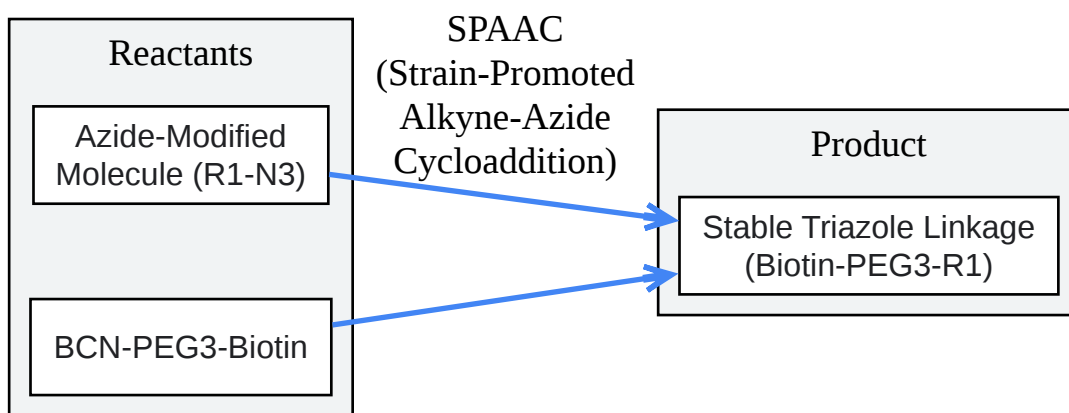 Reactants
Azide-Modified
Molecule (R1-N3)
BCN-PEG3-Biotin
SPAAC
(Strain-Promoted
Alkyne-Azide
Cycloaddition)
Product
Stable Triazole Linkage
(Biotin-PEG3-R1)